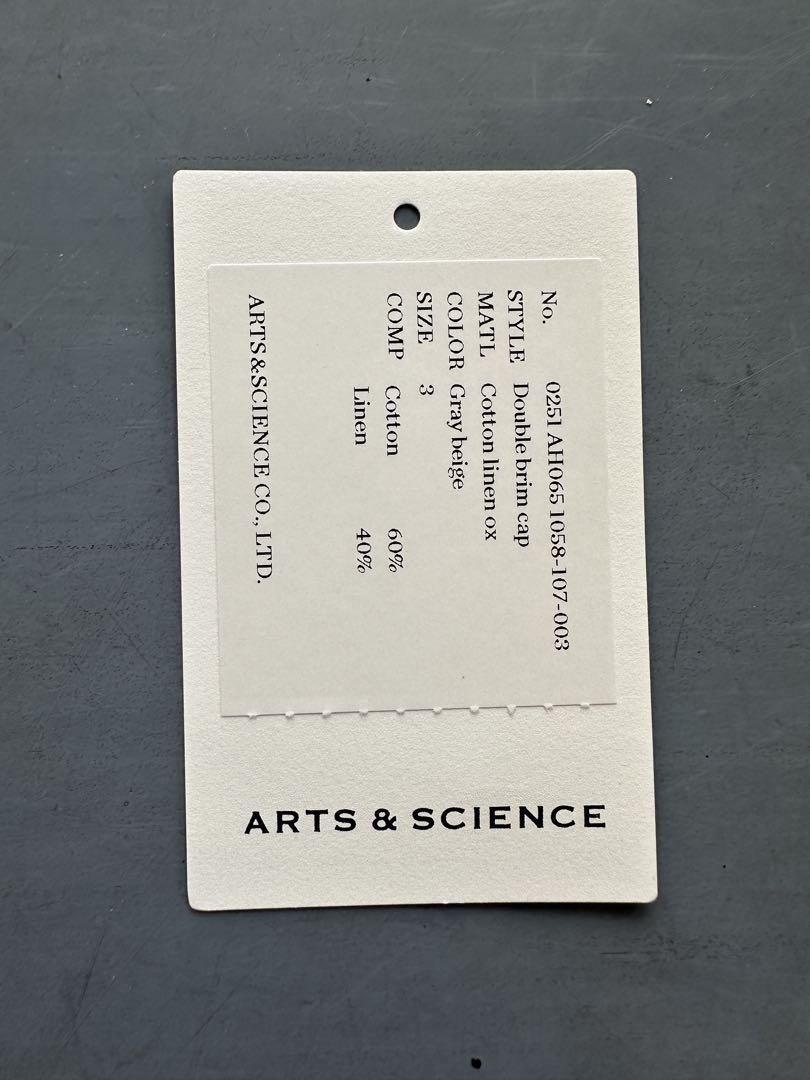 No. 0251 AH065 1058-107-003
STYLE Double brim cap
MATL Cotton linen ox
COLOR Gray beige
SIZE 3
COMP Cotton 60%
Linen 40%
ARTS&SCIENCE CO., LTD.
ARTS & SCIENCE